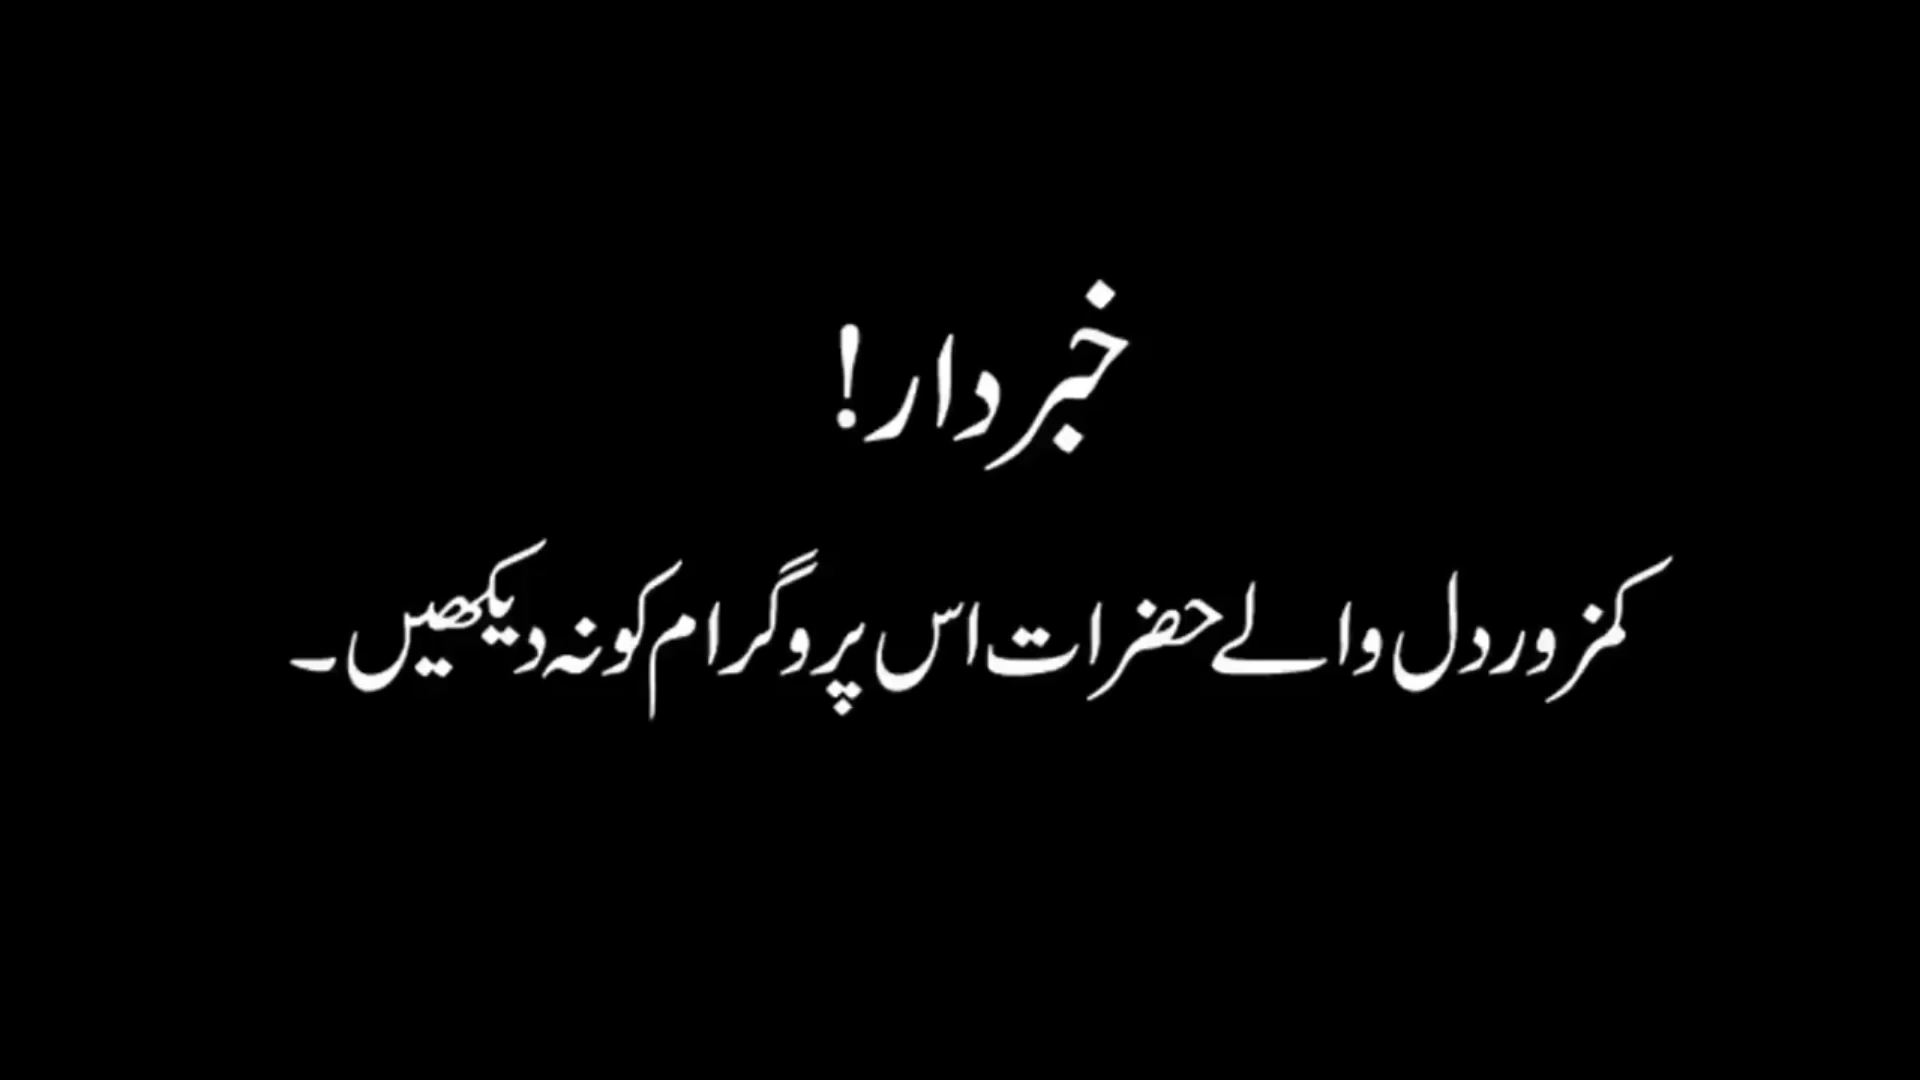 خبردار!
کمزور دل والے حضرات اس پروگرام کو نہ دیکھیں۔